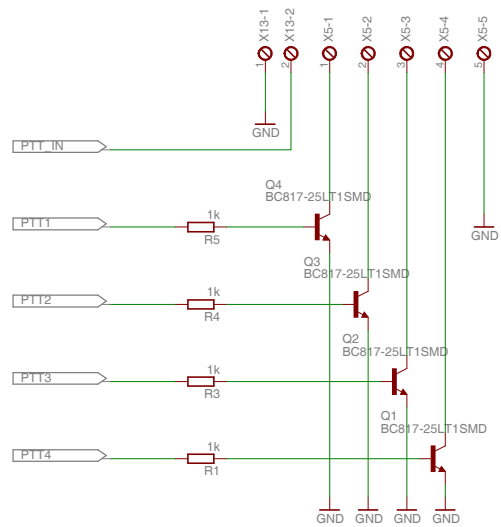 X13-1
X13-2
X5-1
X5-2
X5-3
X5-4
X5-5
1
2
1
2
3
4
5
GND
PTT_IN
Q4
BC817-25LT1SMD
PTT1
1k
R5
GND
Q3
BC817-25LT1SMD
PTT2
1k
R4
Q2
BC817-25LT1SMD
PTT3
1k
R3
Q1
BC817-25LT1SMD
PTT4
1k
R1
GND
GND
GND
GND